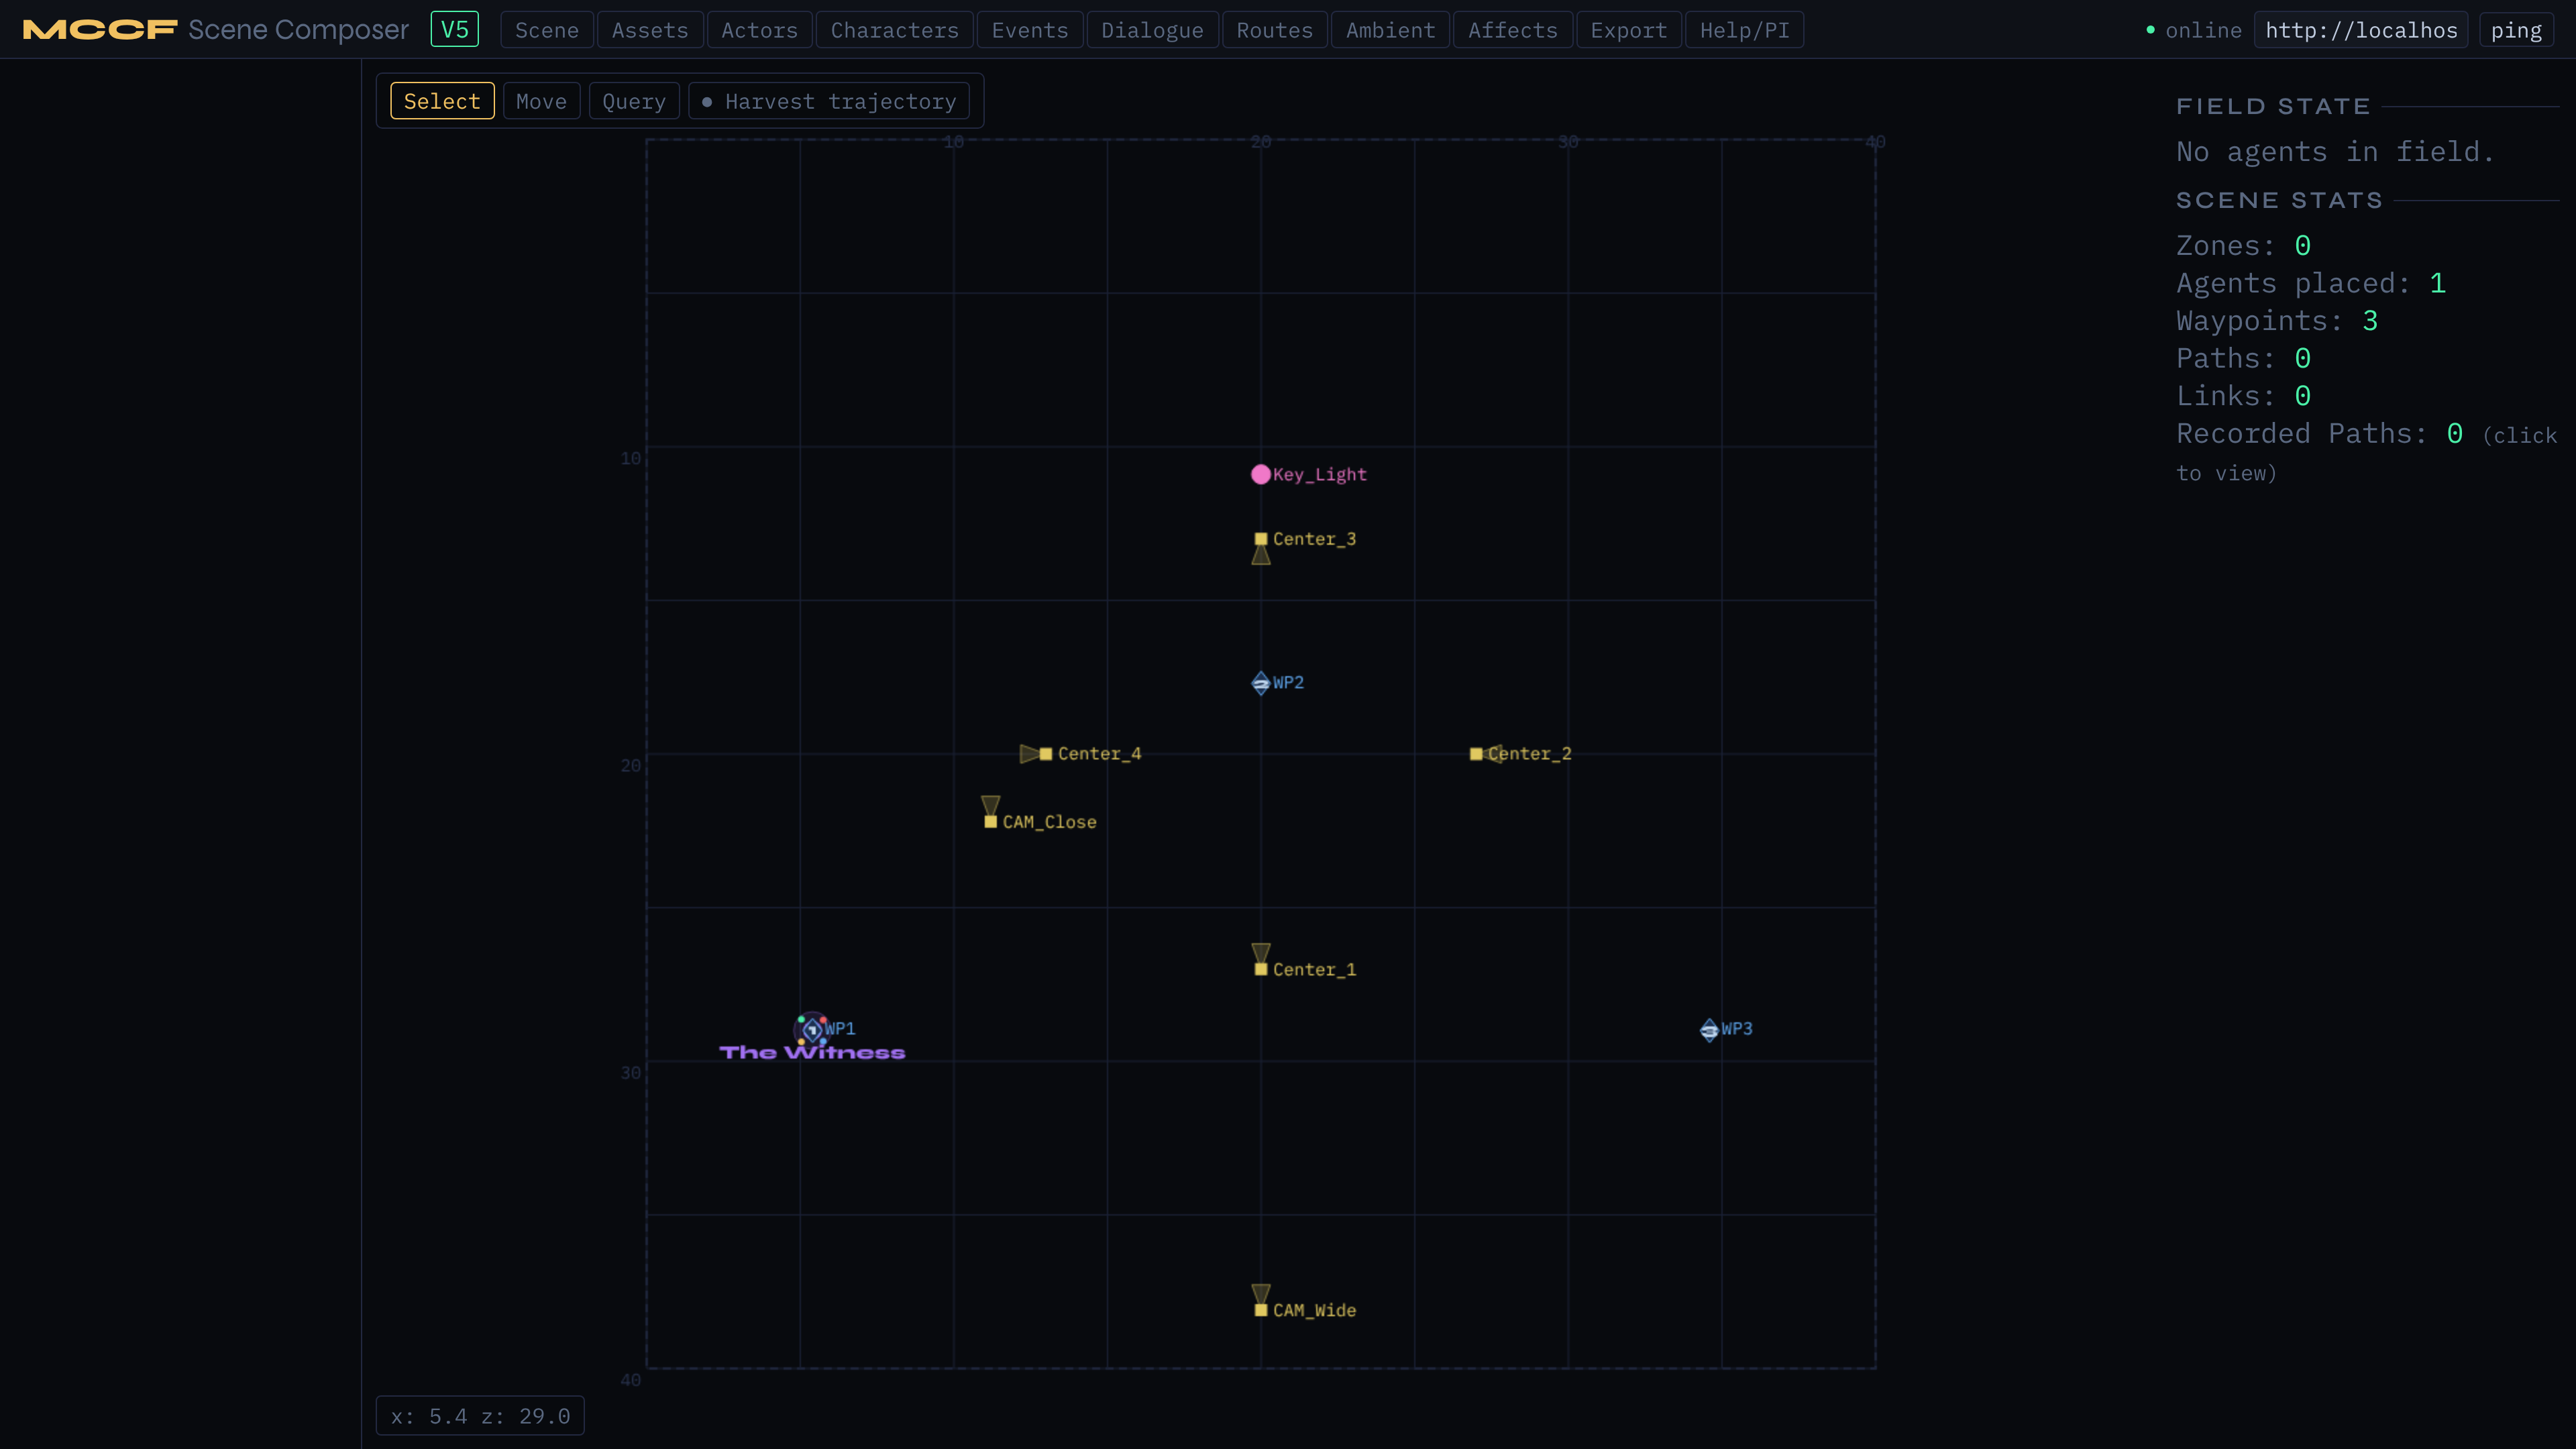 MCCF Scene Composer V5 Scene Assets Actors Characters Events Dialogue Routes Ambient Affects Export Help/PI online http://localhos ping
Select Move Query Harvest trajectory
FIELD STATE
No agents in field.
SCENE STATS
Zones: 0
Agents placed: 1
Waypoints: 3
Paths: 0
Links: 0
Recorded Paths: 0 (click
to view)
10 20 30 40
10
Key_Light
Center_3
2 WP2
Center_4
Center_2
20
CAM_Close
Center_1
1 WP1
3 WP3
The Witness
30
CAM_Wide
40
x: 5.4 z: 29.0